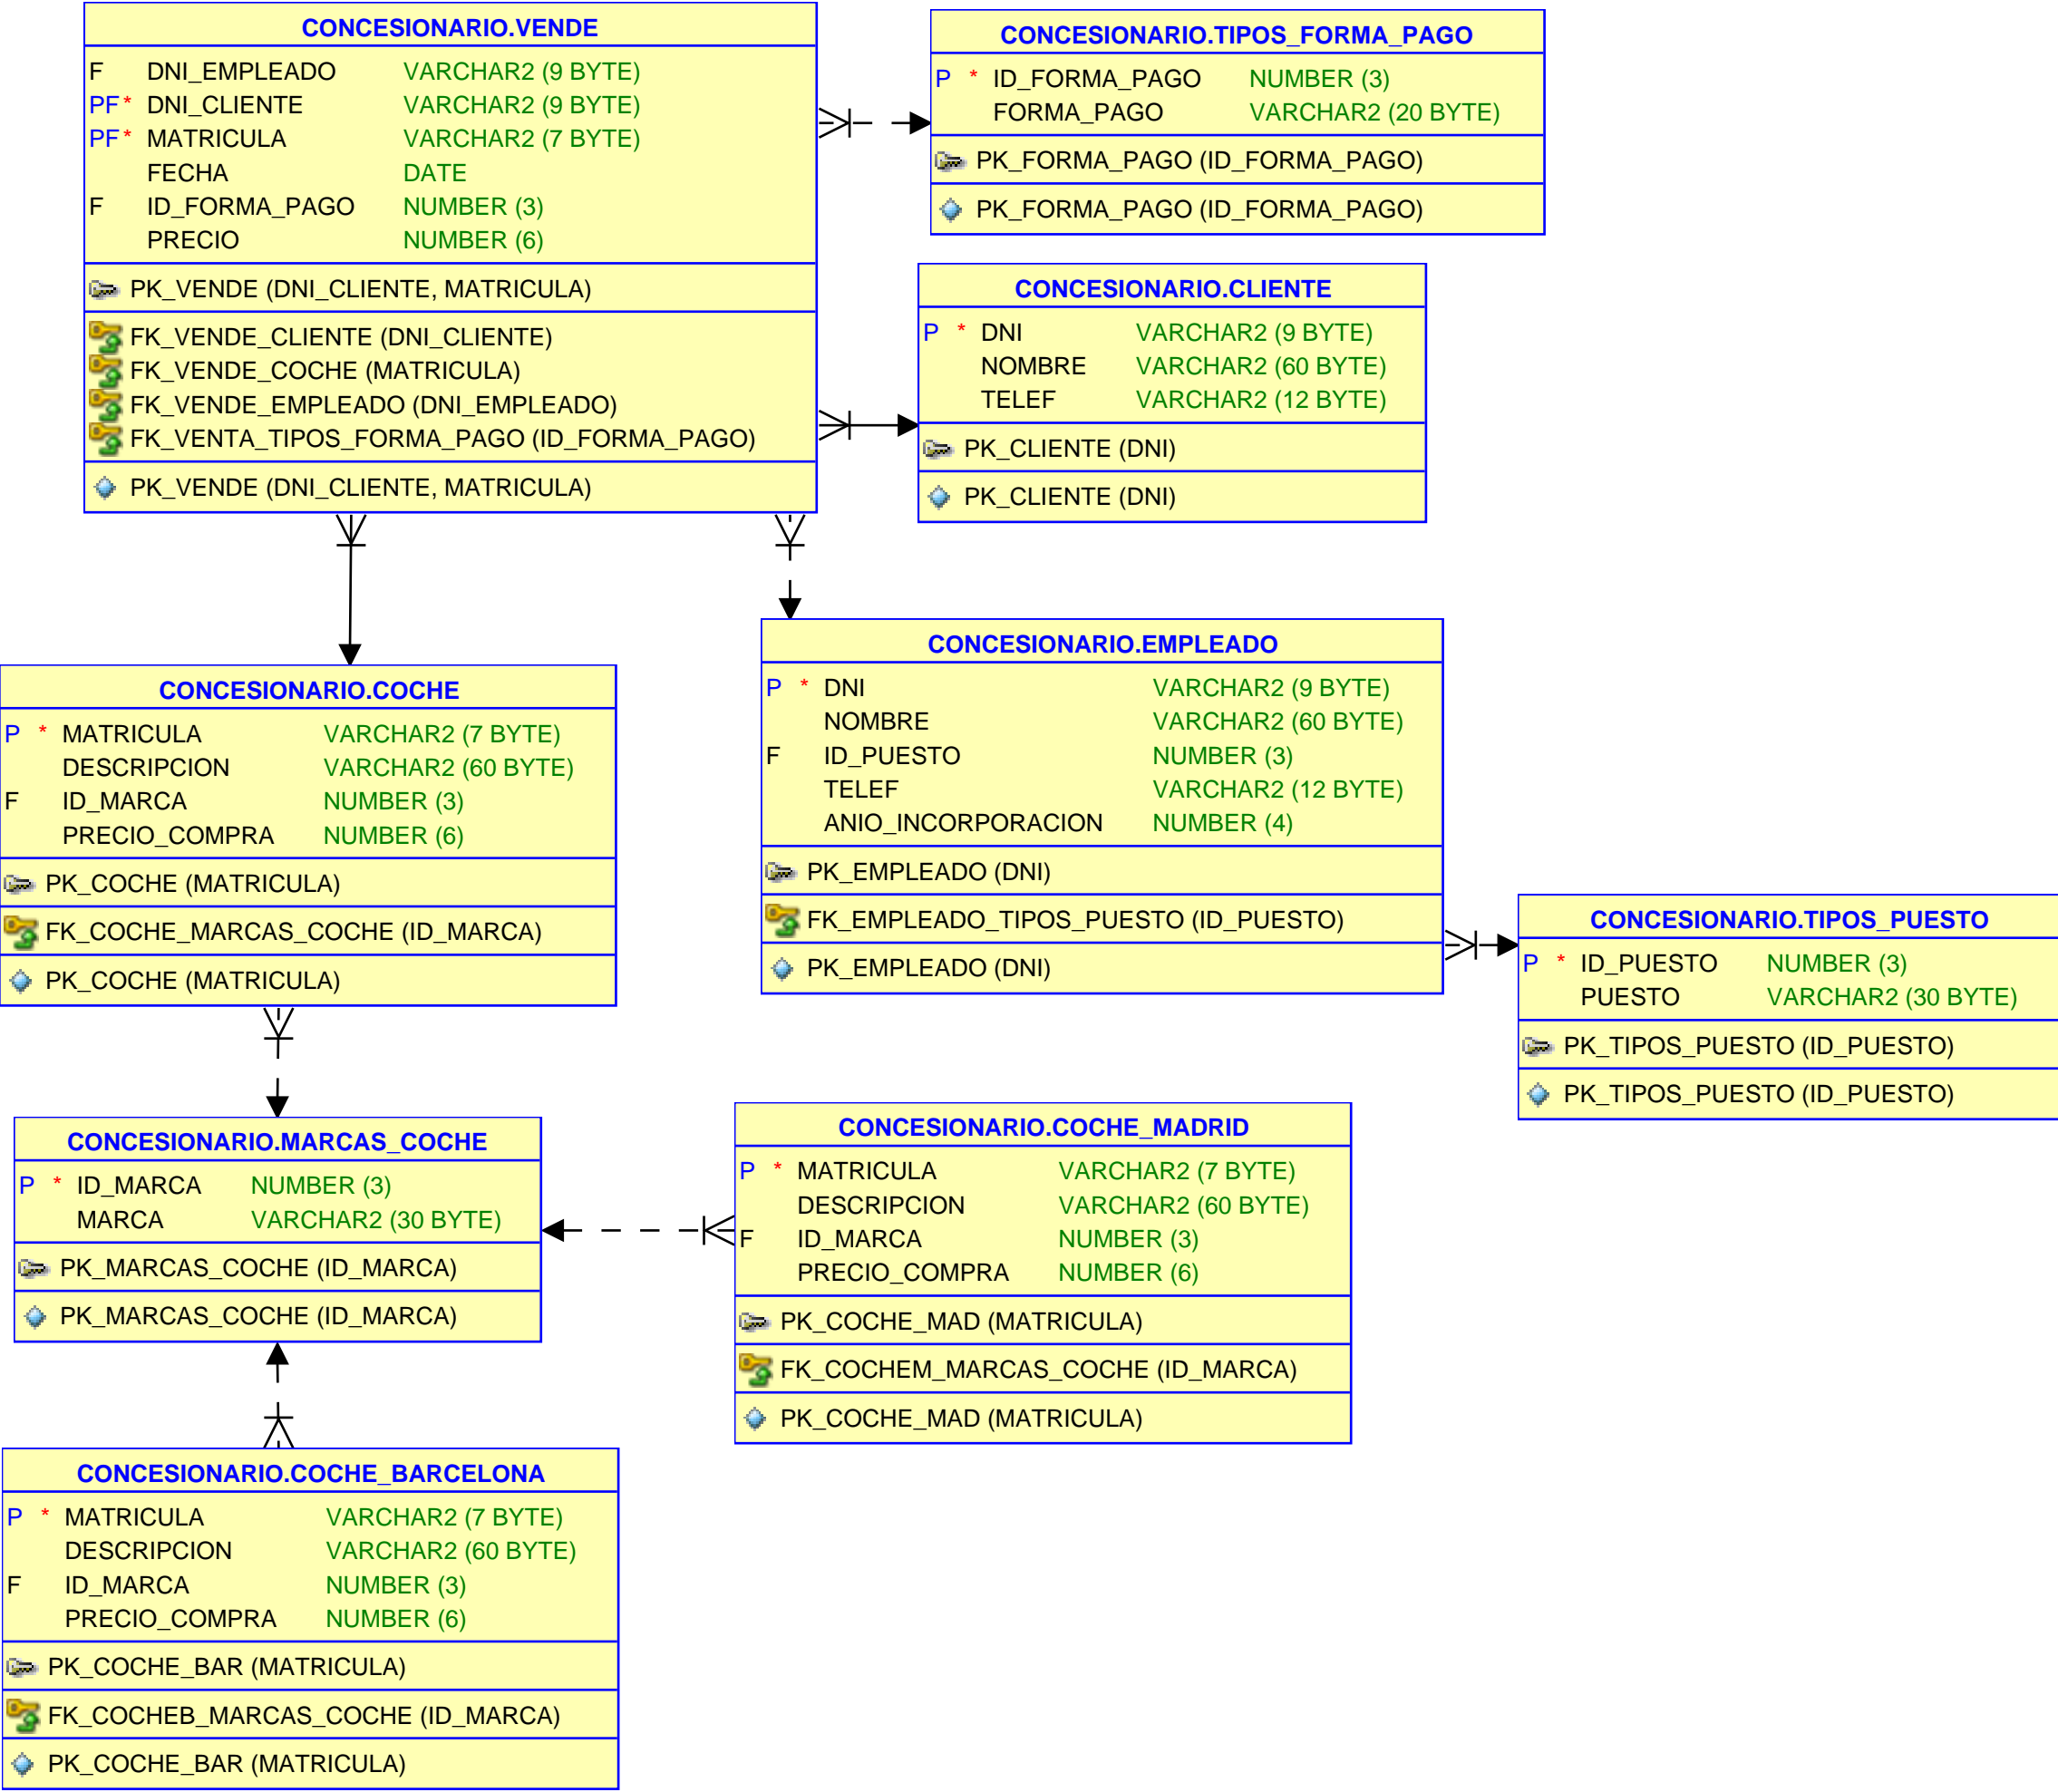 CONCESIONARIO.VENDE
F DNI_EMPLEADO VARCHAR2 (9 BYTE)
PF* DNI_CLIENTE VARCHAR2 (9 BYTE)
PF* MATRICULA VARCHAR2 (7 BYTE)
FECHA DATE
F ID_FORMA_PAGO NUMBER (3)
PRECIO NUMBER (6)
PK_VENDE (DNI_CLIENTE, MATRICULA)
FK_VENDE_CLIENTE (DNI_CLIENTE)
FK_VENDE_COCHE (MATRICULA)
FK_VENDE_EMPLEADO (DNI_EMPLEADO)
FK_VENTA_TIPOS_FORMA_PAGO (ID_FORMA_PAGO)
PK_VENDE (DNI_CLIENTE, MATRICULA)
CONCESIONARIO.TIPOS_FORMA_PAGO
P * ID_FORMA_PAGO NUMBER (3)
FORMA_PAGO VARCHAR2 (20 BYTE)
PK_FORMA_PAGO (ID_FORMA_PAGO)
PK_FORMA_PAGO (ID_FORMA_PAGO)
CONCESIONARIO.CLIENTE
P * DNI VARCHAR2 (9 BYTE)
NOMBRE VARCHAR2 (60 BYTE)
TELEF VARCHAR2 (12 BYTE)
PK_CLIENTE (DNI)
PK_CLIENTE (DNI)
CONCESIONARIO.COCHE
P * MATRICULA VARCHAR2 (7 BYTE)
DESCRIPCION VARCHAR2 (60 BYTE)
F ID_MARCA NUMBER (3)
PRECIO_COMPRA NUMBER (6)
PK_COCHE (MATRICULA)
FK_COCHE_MARCAS_COCHE (ID_MARCA)
PK_COCHE (MATRICULA)
CONCESIONARIO.EMPLEADO
P * DNI VARCHAR2 (9 BYTE)
NOMBRE VARCHAR2 (60 BYTE)
F ID_PUESTO NUMBER (3)
TELEF VARCHAR2 (12 BYTE)
ANIO_INCORPORACION NUMBER (4)
PK_EMPLEADO (DNI)
FK_EMPLEADO_TIPOS_PUESTO (ID_PUESTO)
PK_EMPLEADO (DNI)
CONCESIONARIO.TIPOS_PUESTO
P * ID_PUESTO NUMBER (3)
PUESTO VARCHAR2 (30 BYTE)
PK_TIPOS_PUESTO (ID_PUESTO)
PK_TIPOS_PUESTO (ID_PUESTO)
CONCESIONARIO.MARCAS_COCHE
P * ID_MARCA NUMBER (3)
MARCA VARCHAR2 (30 BYTE)
PK_MARCAS_COCHE (ID_MARCA)
PK_MARCAS_COCHE (ID_MARCA)
CONCESIONARIO.COCHE_MADRID
P * MATRICULA VARCHAR2 (7 BYTE)
DESCRIPCION VARCHAR2 (60 BYTE)
F ID_MARCA NUMBER (3)
PRECIO_COMPRA NUMBER (6)
PK_COCHE_MAD (MATRICULA)
FK_COCHEM_MARCAS_COCHE (ID_MARCA)
PK_COCHE_MAD (MATRICULA)
CONCESIONARIO.COCHE_BARCELONA
P * MATRICULA VARCHAR2 (7 BYTE)
DESCRIPCION VARCHAR2 (60 BYTE)
F ID_MARCA NUMBER (3)
PRECIO_COMPRA NUMBER (6)
PK_COCHE_BAR (MATRICULA)
FK_COCHEB_MARCAS_COCHE (ID_MARCA)
PK_COCHE_BAR (MATRICULA)